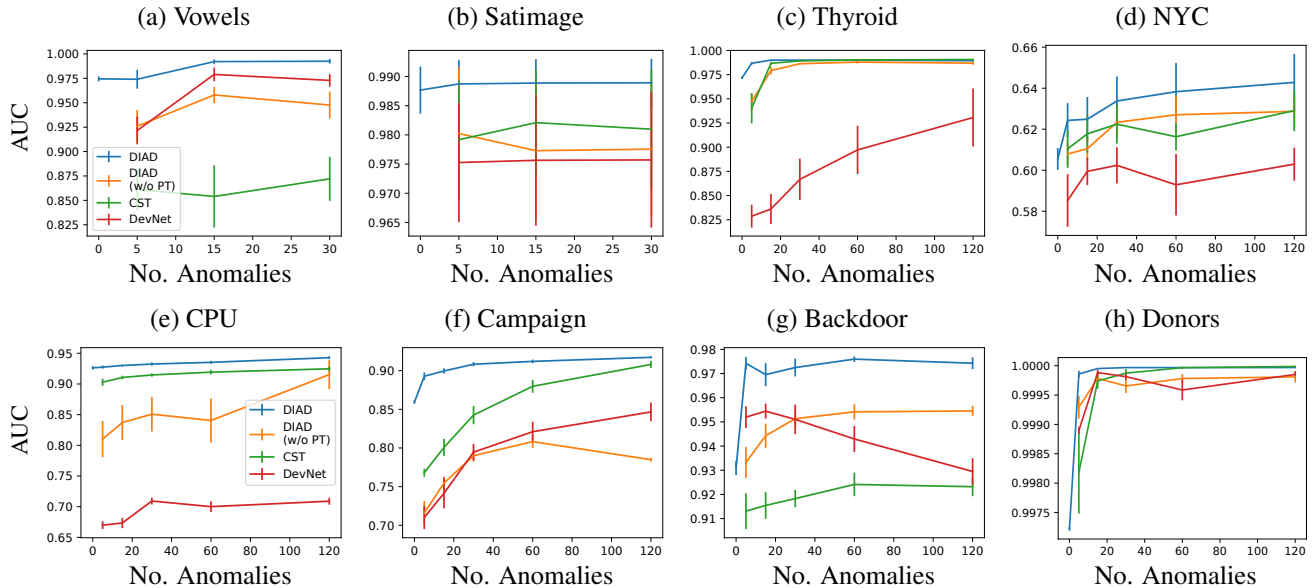 (a) Vowels
(b) Satimage
(c) Thyroid
(d) NYC
AUC
1.000
0.975
0.950
0.925
0.900
0.875
0.850
0.825
DIAD
DIAD
(w/o PT)
CST
DevNet
0 5 10 15 20 25 30
No. Anomalies
0.990
0.985
0.980
0.975
0.970
0.965
0 5 10 15 20 25 30
No. Anomalies
1.000
0.975
0.950
0.925
0.900
0.875
0.850
0.825
0 20 40 60 80 100 120
No. Anomalies
0.66
0.64
0.62
0.60
0.58
0 20 40 60 80 100 120
No. Anomalies
(e) CPU
(f) Campaign
(g) Backdoor
(h) Donors
AUC
0.95
0.90
0.85
0.80
0.75
0.70
0.65
DIAD
DIAD
(w/o PT)
CST
DevNet
0 20 40 60 80 100 120
No. Anomalies
0.90
0.85
0.80
0.75
0.70
0 20 40 60 80 100 120
No. Anomalies
0.98
0.97
0.96
0.95
0.94
0.93
0.92
0.91
0 20 40 60 80 100 120
No. Anomalies
1.0000
0.9995
0.9990
0.9985
0.9980
0.9975
0 20 40 60 80 100 120
No. Anomalies